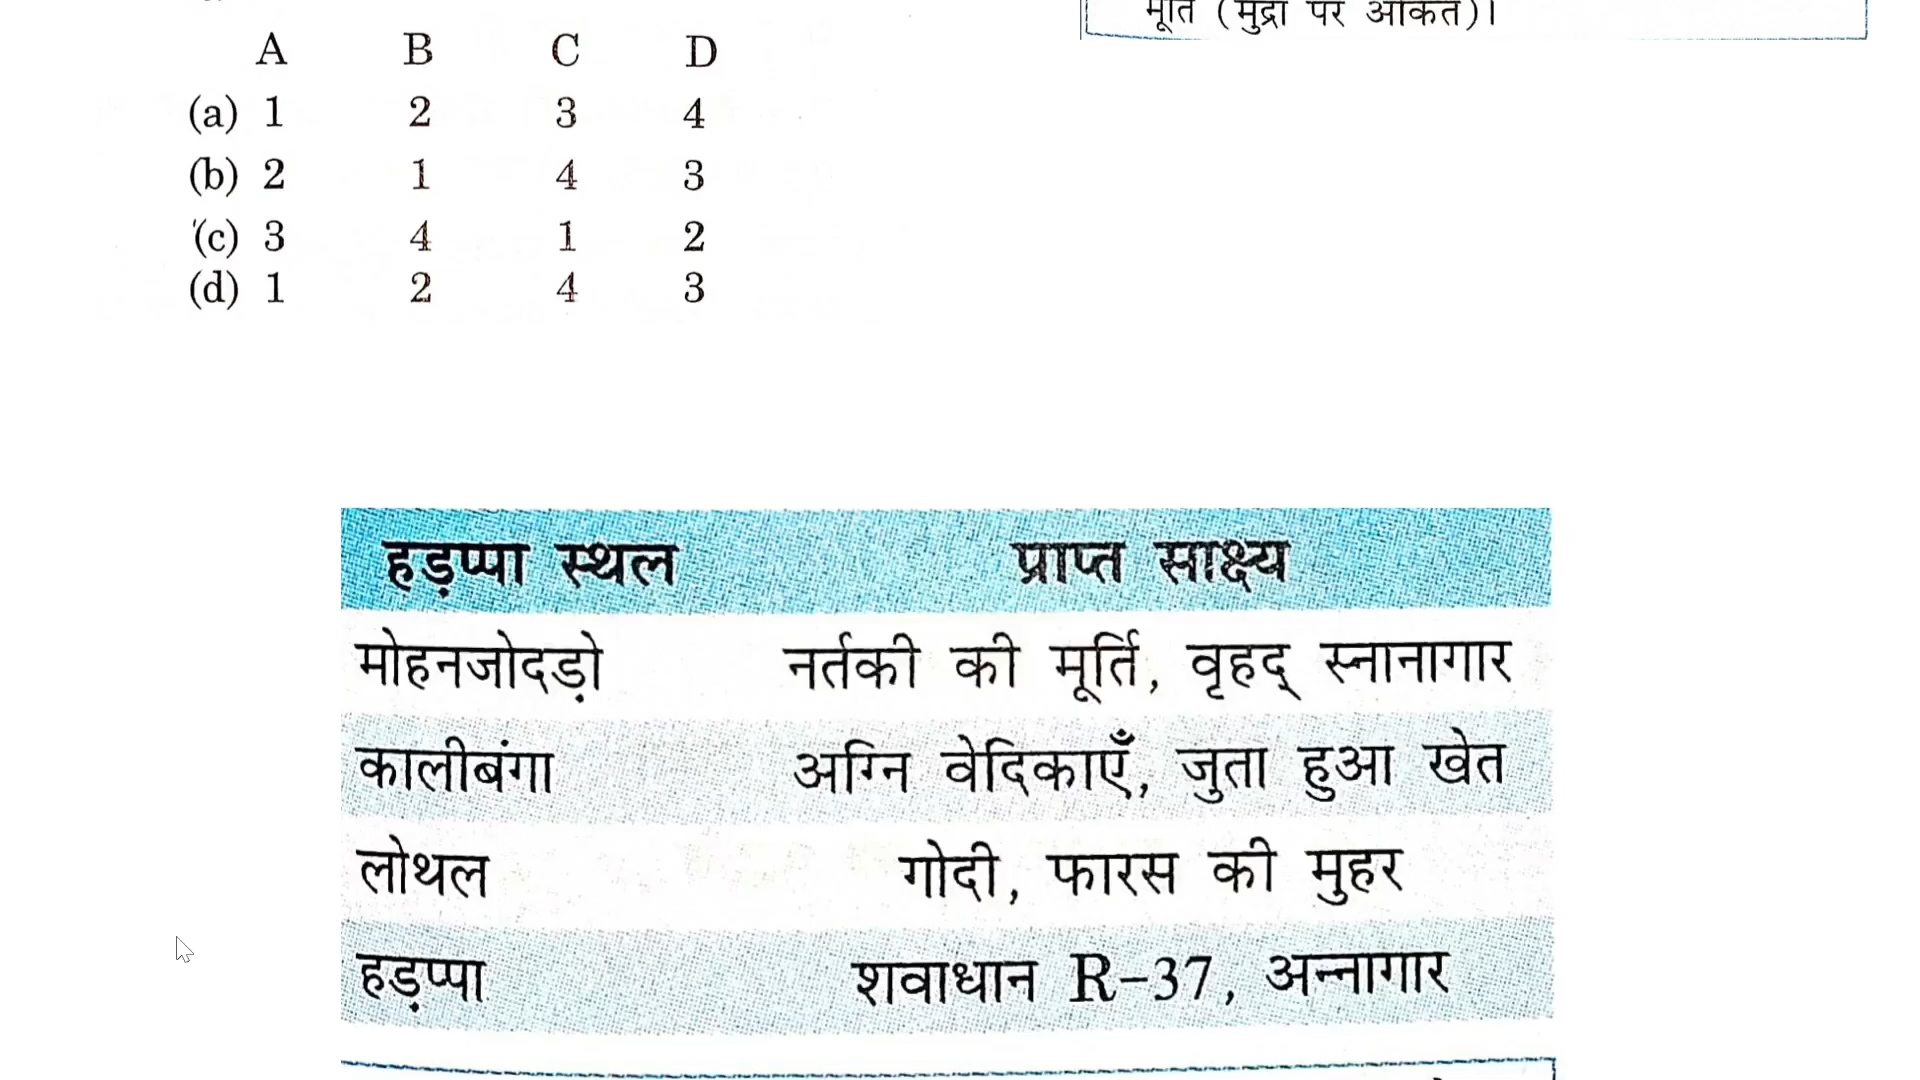 मूर्ति (मुद्रा पर अंकित)।
A B C D
(a) 1 2 3 4
(b) 2 1 4 3
(c) 3 4 1 2
(d) 1 2 4 3
हड़प्पा स्थल प्राप्त साक्ष्य
मोहनजोदड़ो नर्तकी की मूर्ति, वृहद् स्नानागार
कालीबंगा अग्नि वेदिकाएँ, जुता हुआ खेत
लोथल गोदी, फारस की मुहर
हड़प्पा शवाधान R-37, अन्नागार